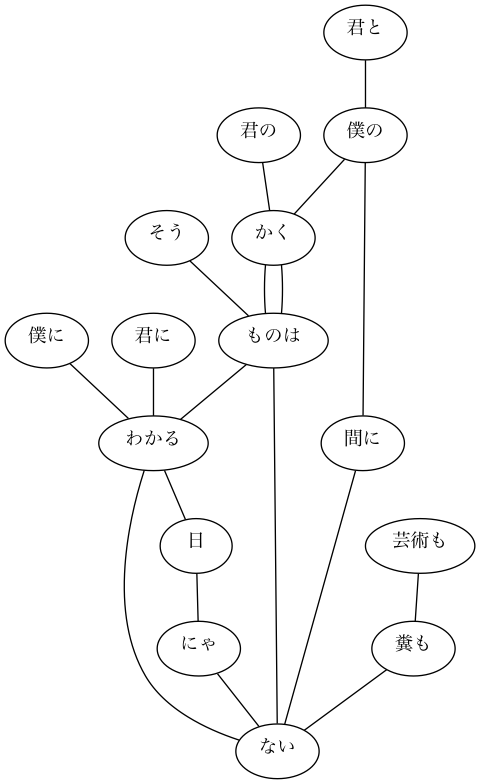 君と
君の
僕の
そう
かく
僕に
君に
ものは
わかる
間に
日
芸術も
にゃ
糞も
ない